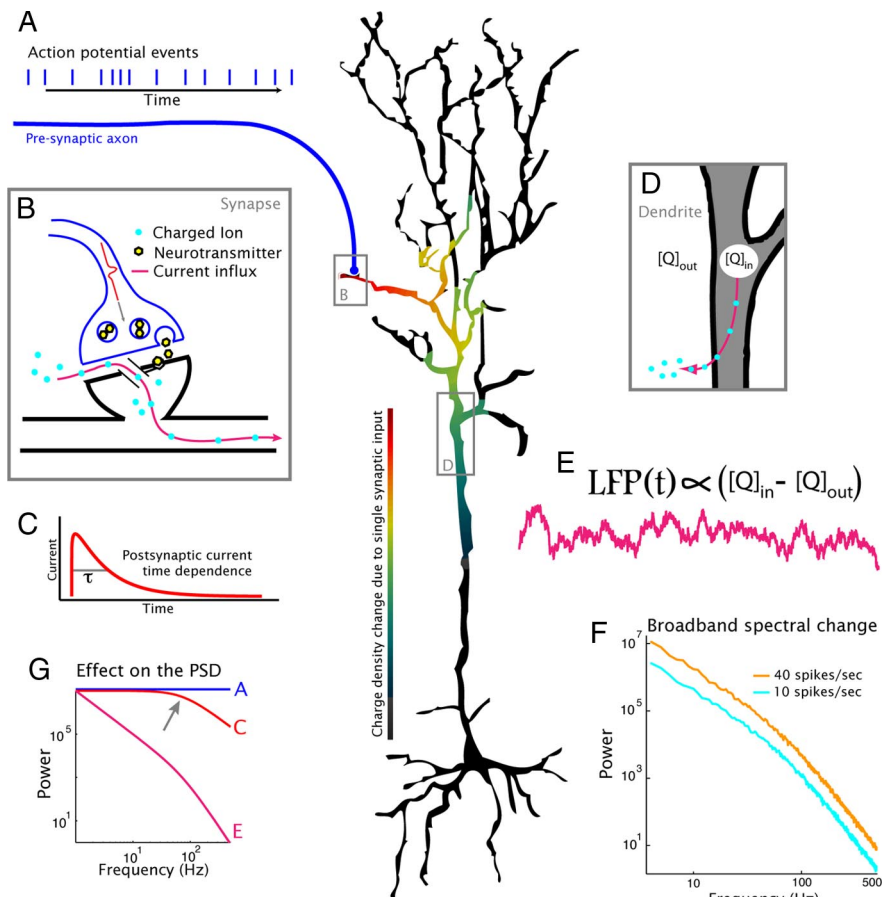 A
Action potential events
Time
Pre-synaptic axon
B
Synapse
Charged Ion
Neurotransmitter
Current influx
B
D
Charge density change due to single synaptic input
D
Dendrite
[Q]out
[Q]in
E
LFP(t) ∝ ([Q]in - [Q]out)
C
Current
Postsynaptic current
time dependence
τ
Time
F
Broadband spectral change
10^7
40 spikes/sec
10 spikes/sec
10^5
Power
10^3
10^1
10
100
500
Frequency (Hz)
G
Effect on the PSD
A
C
10^5
Power
10^1
E
10^1
10^2
Frequency (Hz)